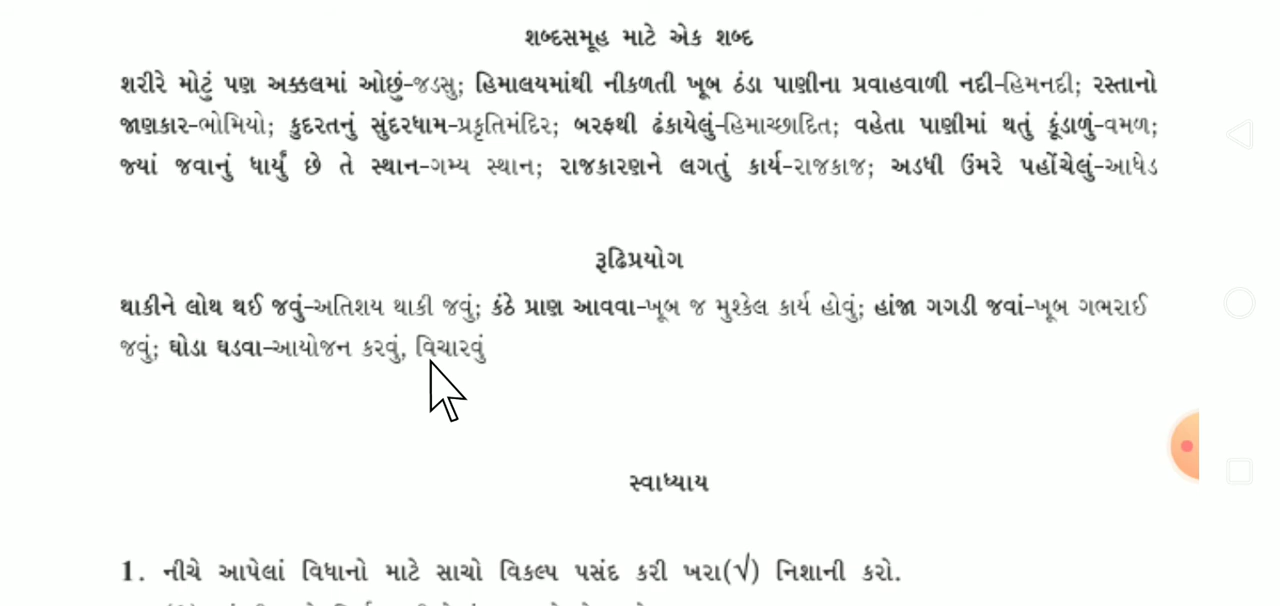 શબ્દસમૂહ માટે એક શબ્દ
શરીરે મોટું પણ અક્કલમાં ઓછું-જડસુ; હિમાલયમાંથી નીકળતી ખૂબ ઠંડા પાણીના પ્રવાહવાળી નદી-હિમનદી; રસ્તાનો
જાણકાર-ભોમિયો; કુદરતનું સુંદરધામ-પ્રકૃતિમંદિર; બરફથી ઢંકાયેલું-હિમાચ્છાદિત; વહેતા પાણીમાં થતું કૂંડાળું-વમળ;
જ્યાં જવાનું ધાર્યું છે તે સ્થાન-ગમ્ય સ્થાન; રાજકારણને લગતું કાર્ય-રાજકાજ; અડધી ઉંમરે પહોંચેલું-આધેડ
રૂઢિપ્રયોગ
થાકીને લોથ થઈ જવું-અતિશય થાકી જવું; કંઠે પ્રાણ આવવા-ખૂબ જ મુશ્કેલ કાર્ય હોવું; હાંજા ગગડી જવાં-ખૂબ ગભરાઈ
જવું; ઘોડા ઘડવા-આયોજન કરવું, વિચારવું
સ્વાધ્યાય
1. નીચે આપેલાં વિધાનો માટે સાચો વિકલ્પ પસંદ કરી ખરા(√) નિશાની કરો.